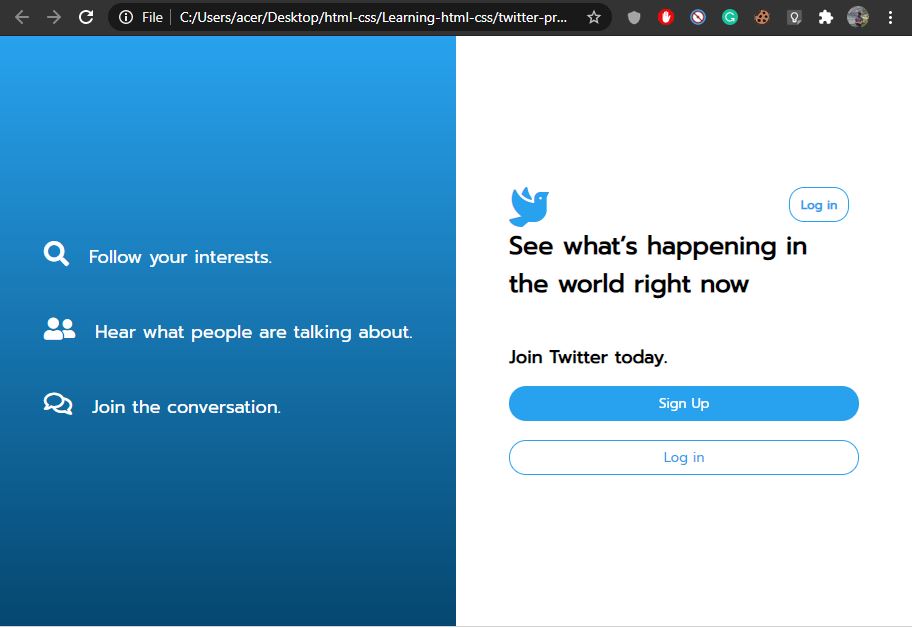 File
C:/Users/acer/Desktop/html-css/Learning-html-css/twitter-pr...
Follow your interests.
Hear what people are talking about.
Join the conversation.
Log in
See what’s happening in
the world right now
Join Twitter today.
Sign Up
Log in